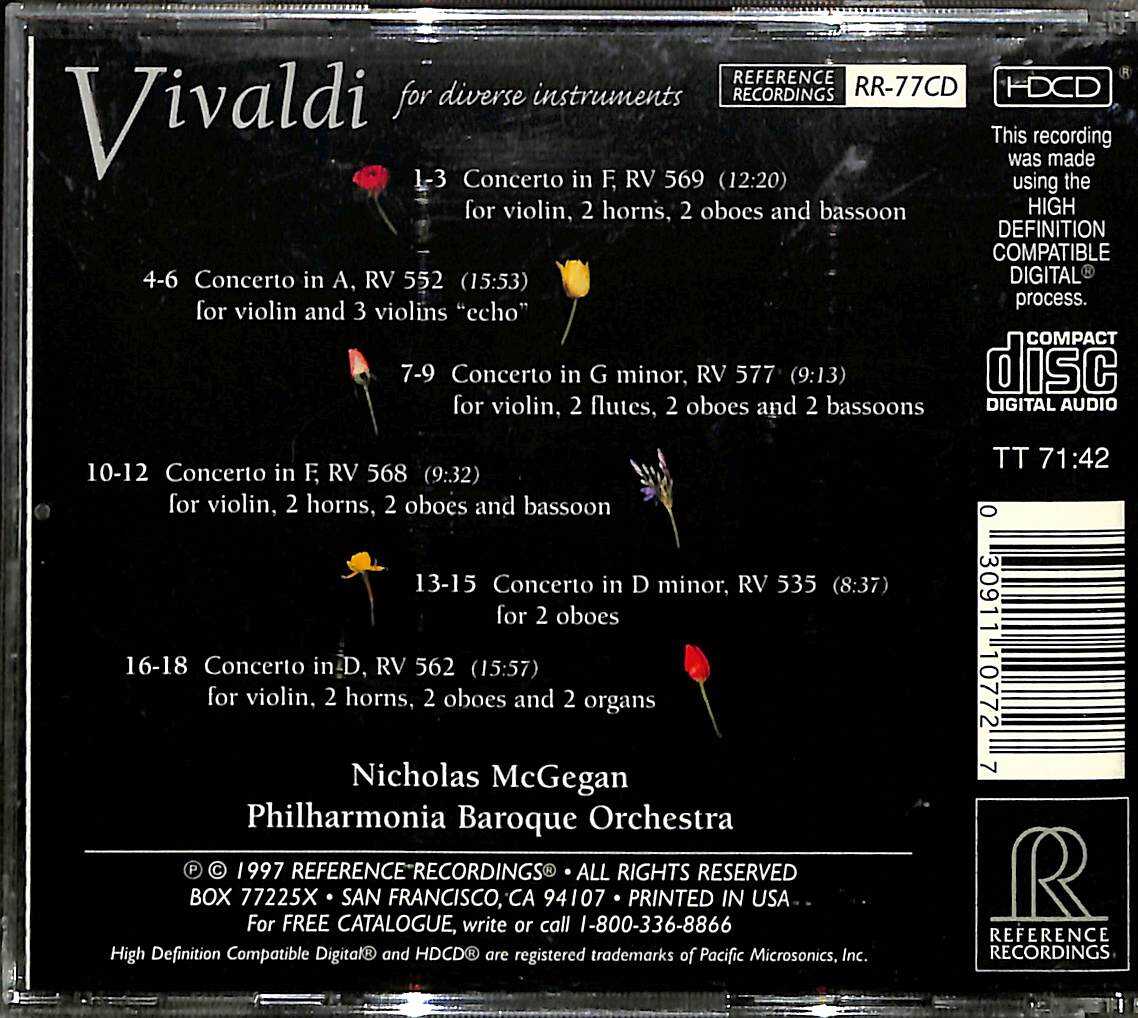 Vivaldi for diverse instruments
REFERENCE RECORDINGS RR-77CD
HDCD®
This recording
was made
using the
HIGH
DEFINITION
COMPATIBLE
DIGITAL®
process.
COMPACT
disc
DIGITAL AUDIO
TT 71:42
1-3 Concerto in F, RV 569 (12:20)
for violin, 2 horns, 2 oboes and bassoon
4-6 Concerto in A, RV 552 (15:53)
for violin and 3 violins “echo”
7-9 Concerto in G minor, RV 577 (9:13)
for violin, 2 flutes, 2 oboes and 2 bassoons
10-12 Concerto in F, RV 568 (9:32)
for violin, 2 horns, 2 oboes and bassoon
13-15 Concerto in D minor, RV 535 (8:37)
for 2 oboes
16-18 Concerto in D, RV 562 (15:57)
for violin, 2 horns, 2 oboes and 2 organs
Nicholas McGegan
Philharmonia Baroque Orchestra
℗ © 1997 REFERENCE RECORDINGS® • ALL RIGHTS RESERVED
BOX 77225X • SAN FRANCISCO, CA 94107 • PRINTED IN USA
For FREE CATALOGUE, write or call 1-800-336-8866
High Definition Compatible Digital® and HDCD® are registered trademarks of Pacific Microsonics, Inc.
0 30911 10772 7
R
REFERENCE
RECORDINGS